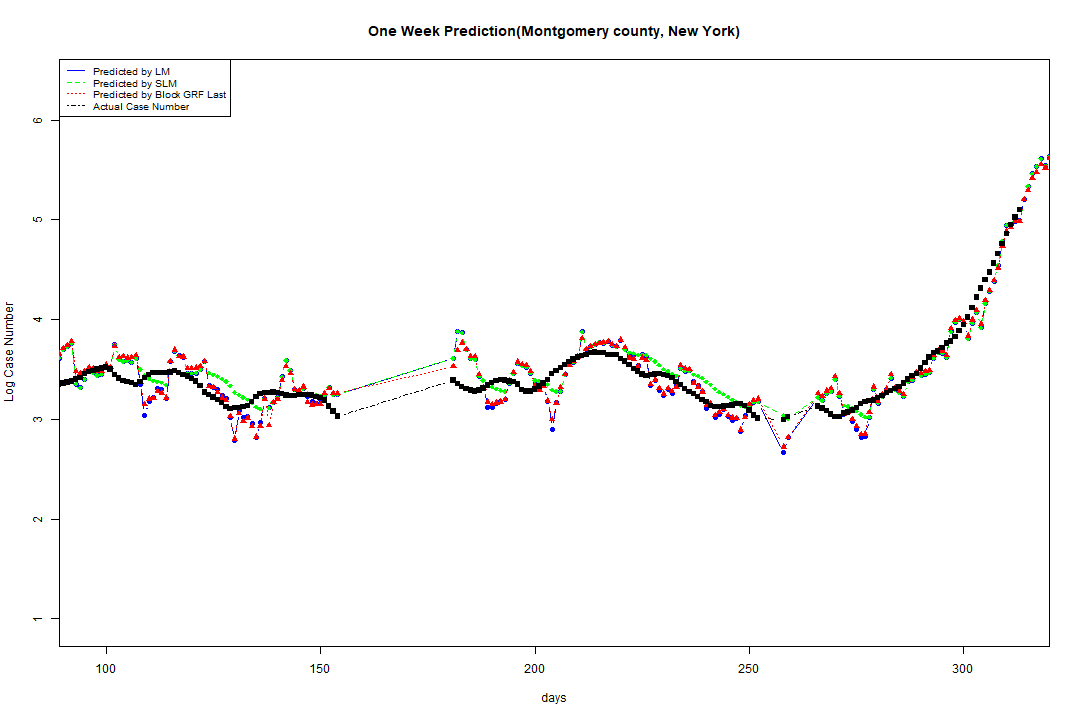 One Week Prediction(Montgomery county, New York)
Predicted by LM
Predicted by SLM
Predicted by Block GRF Last
Actual Case Number
Log Case Number
6
5
4
3
2
1
100 150 200 250 300
days